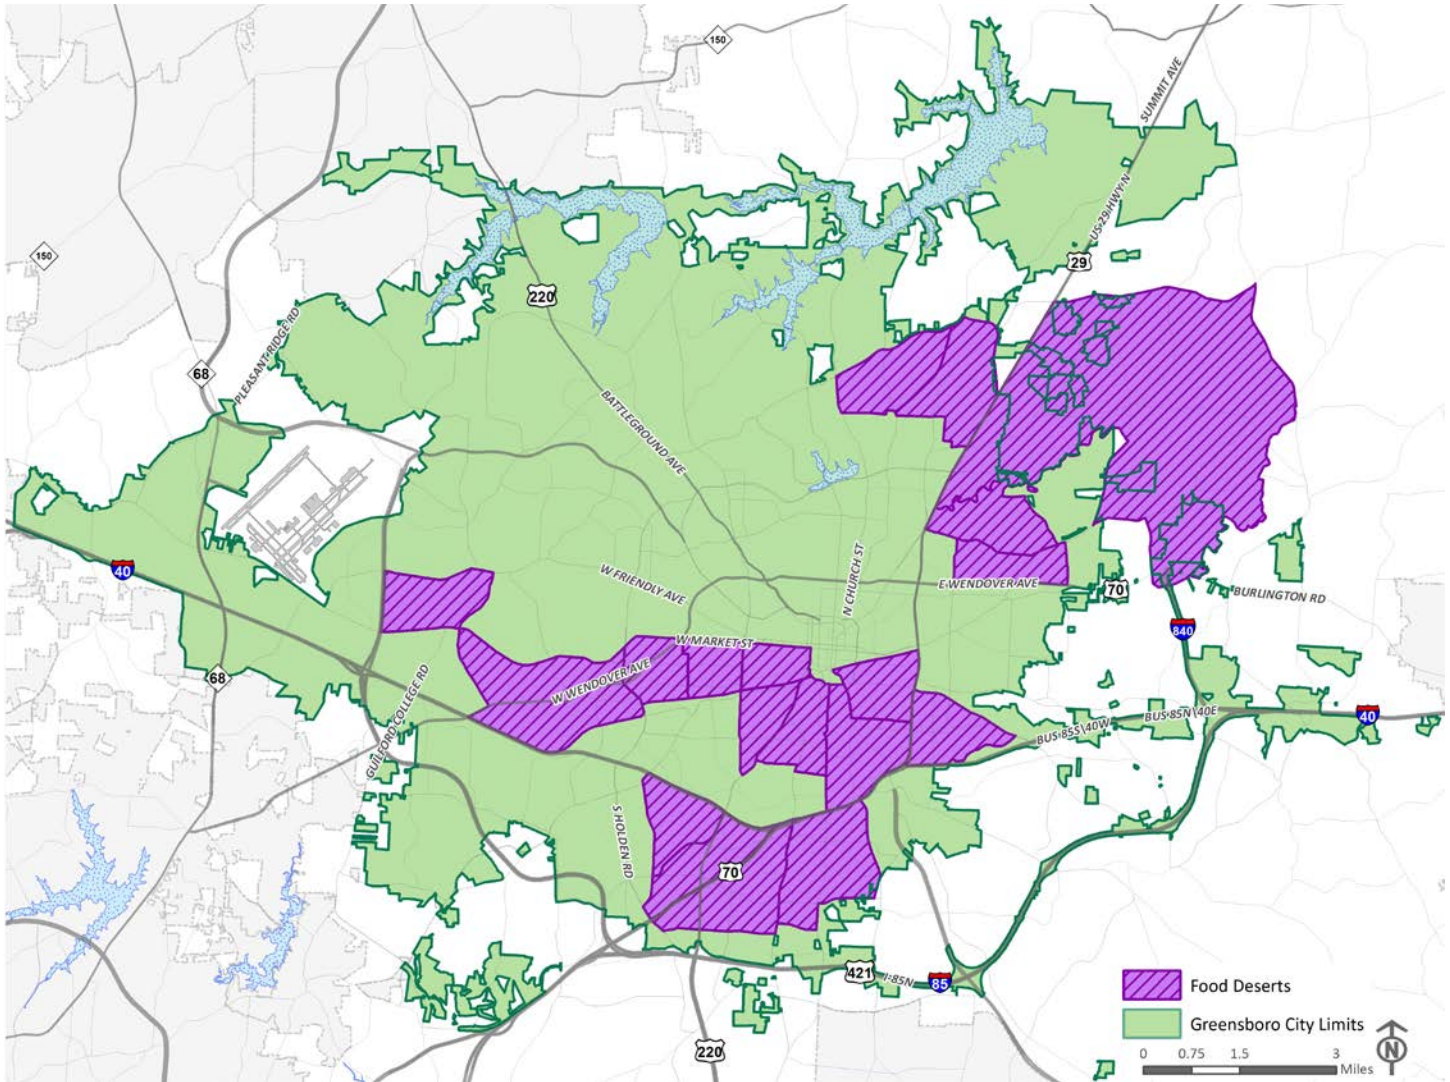 150
SUMMIT AVE
150
US 29 HWY N
29
220
PLEASANT RIDGE RD
68
BATTLEGROUND AVE
40
W FRIENDLY AVE
N CHURCH ST
E WENDOVER AVE
70
BURLINGTON RD
840
W MARKET ST
68
W WENDOVER AVE
GUILFORD COLLEGE RD
BUS 85S\40W
BUS 85N\40E
40
S HOLDEN RD
70
421
I-85N
85
220
Food Deserts
Greensboro City Limits
0 0.75 1.5 3
Miles
N